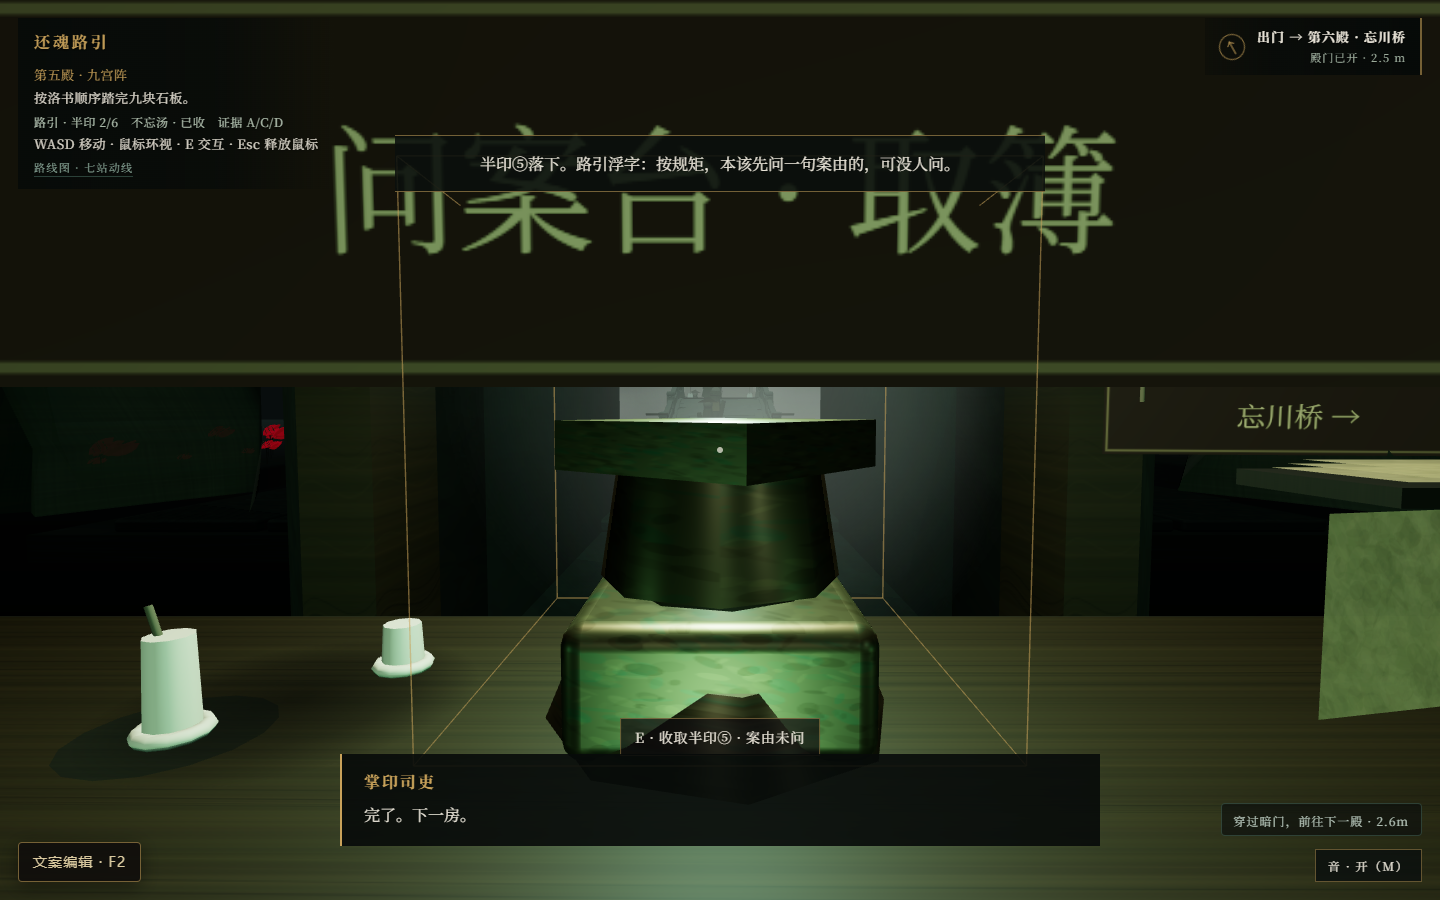 还魂路引
第五殿 · 九宫阵
按洛书顺序踏完九块石板。
路引 · 半印 2/6 不忘汤 · 已收 证据 A/C/D
WASD 移动 · 鼠标环视 · E 交互 · Esc 释放鼠标
路线图 · 七站动线
出门 → 第六殿 · 忘川桥
殿门已开 · 2.5 m
问案台 · 取簿
半印⑤落下。路引浮字：按规矩，本该先问一句案由的，可没人问。
忘川桥 →
E · 收取半印⑤ · 案由未问
掌印司吏
完了。下一房。
穿过暗门，前往下一殿 · 2.6m
文案编辑 · F2
音 · 开（M）